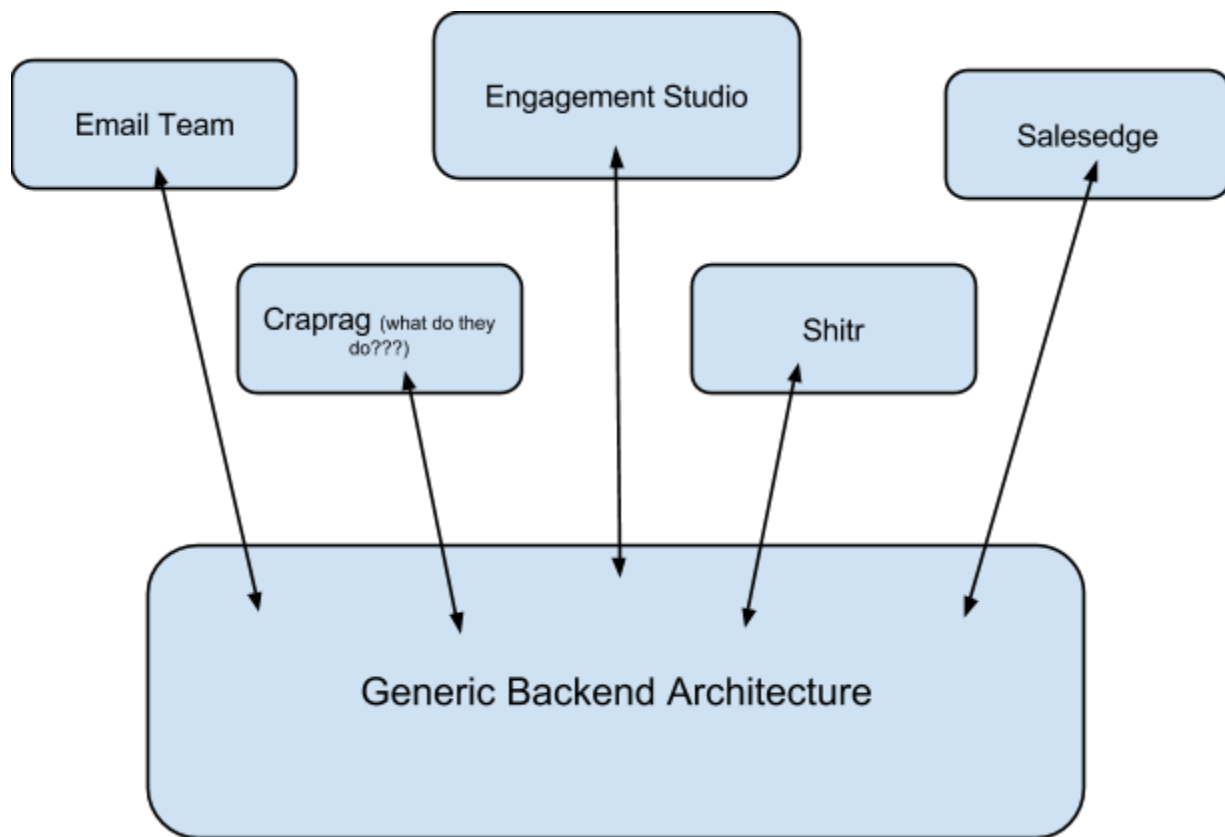 Engagement Studio
Email Team
Salesedge
Craprag (what do they
do???)
Shitr
Generic Backend Architecture